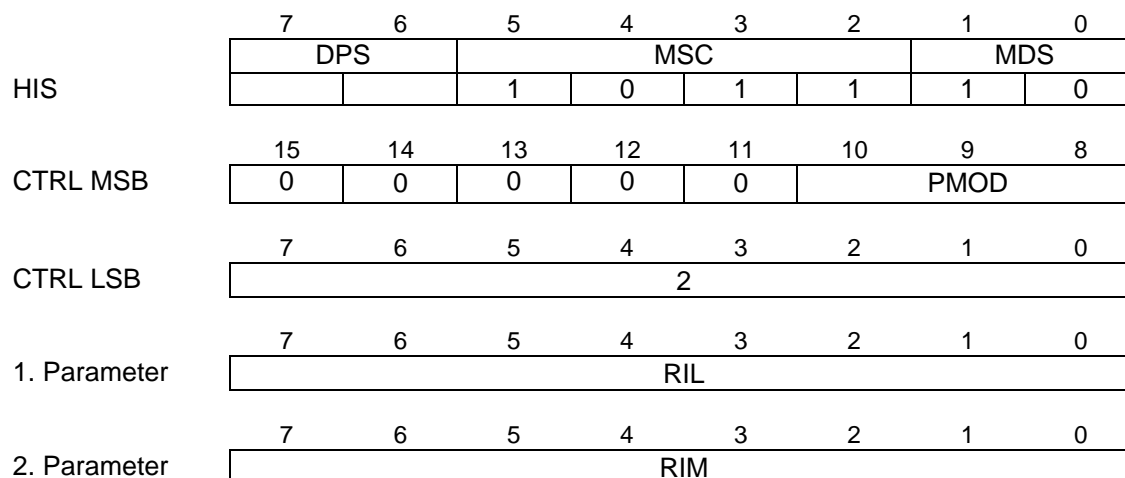 7 6 5 4 3 2 1 0
DPS MSC MDS
HIS 1 0 1 1 1 0
15 14 13 12 11 10 9 8
CTRL MSB 0 0 0 0 0 PMOD
7 6 5 4 3 2 1 0
CTRL LSB 2
7 6 5 4 3 2 1 0
1. Parameter RIL
7 6 5 4 3 2 1 0
2. Parameter RIM